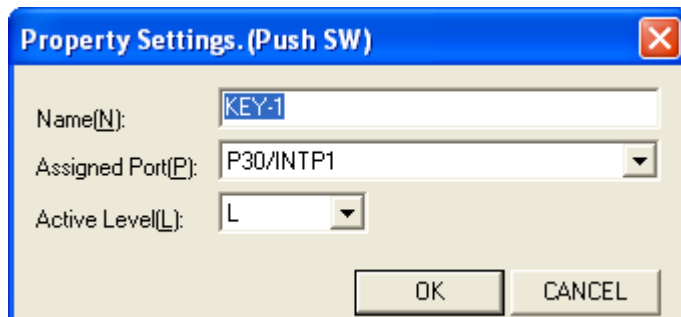 Property Settings.(Push SW)
Name(N): KEY-1
Assigned Port(P): P30/INTP1
Active Level(L): L
OK CANCEL